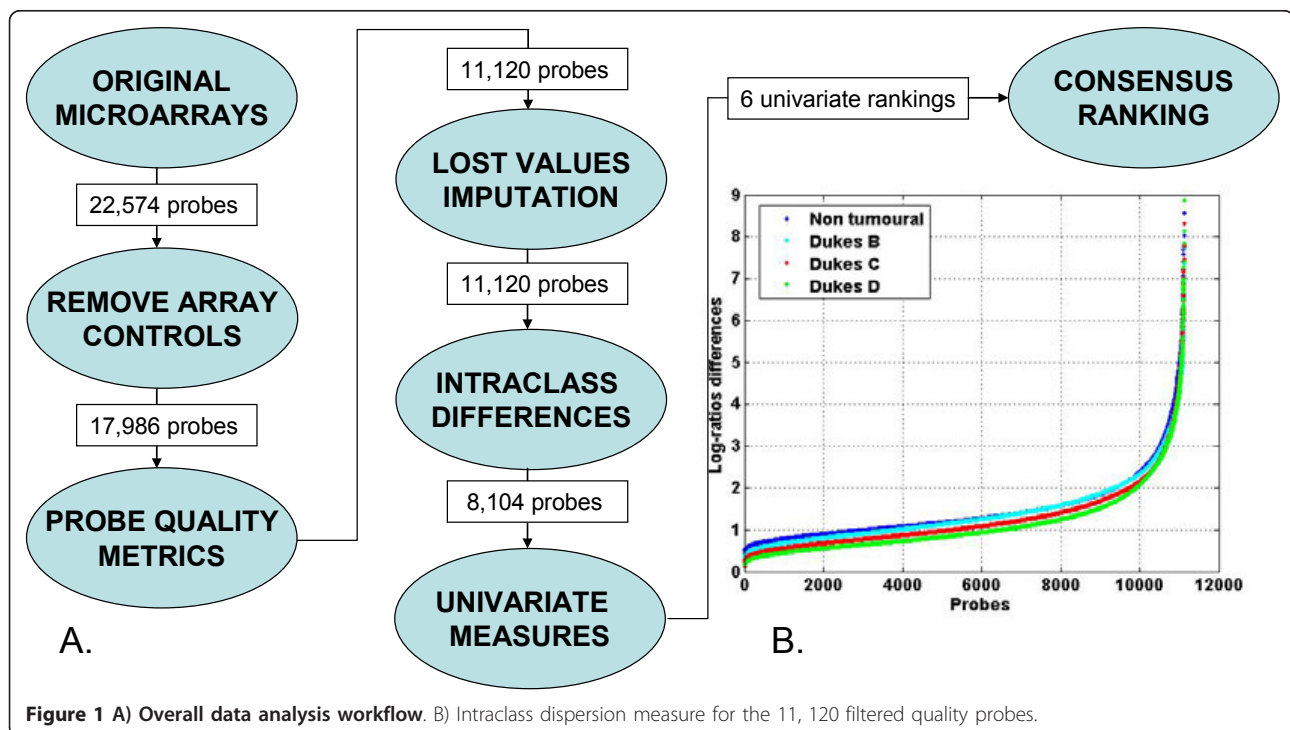 ORIGINAL
MICROARRAYS
22,574 probes
REMOVE ARRAY
CONTROLS
17,986 probes
PROBE QUALITY
METRICS
A.
11,120 probes
LOST VALUES
IMPUTATION
11,120 probes
INTRACLASS
DIFFERENCES
8,104 probes
UNIVARIATE
MEASURES
6 univariate rankings
CONSENSUS
RANKING
Non tumoural
Dukes B
Dukes C
Dukes D
Log-ratios differences
9
8
7
6
5
4
3
2
1
0
0 2000 4000 6000 8000 10000 12000
Probes
B.
Figure 1 A) Overall data analysis workflow. B) Intraclass dispersion measure for the 11, 120 filtered quality probes.